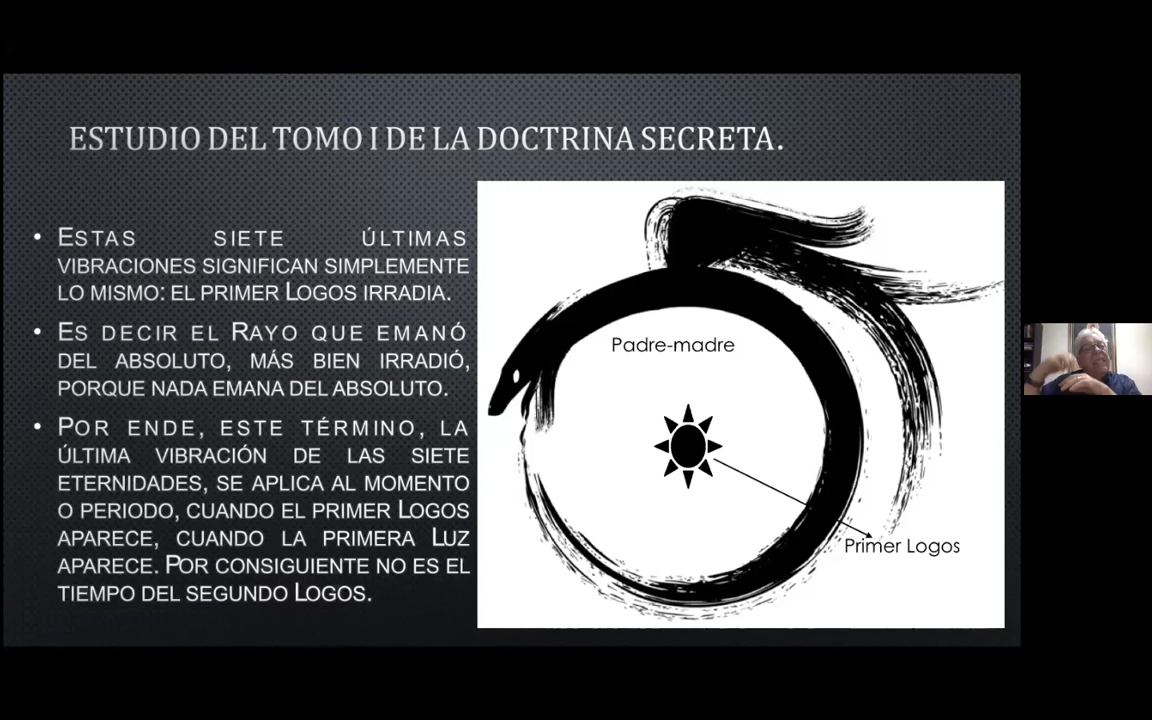 ESTUDIO DEL TOMO I DE LA DOCTRINA SECRETA.
• ESTAS SIETE ÚLTIMAS
VIBRACIONES SIGNIFICAN SIMPLEMENTE
LO MISMO: EL PRIMER LOGOS IRRADIA.
• ES DECIR EL RAYO QUE EMANÓ
DEL ABSOLUTO, MÁS BIEN IRRADIÓ,
PORQUE NADA EMANA DEL ABSOLUTO.
• POR ENDE, ESTE TÉRMINO, LA
ÚLTIMA VIBRACIÓN DE LAS SIETE
ETERNIDADES, SE APLICA AL MOMENTO
O PERIODO, CUANDO EL PRIMER LOGOS
APARECE, CUANDO LA PRIMERA LUZ
APARECE. POR CONSIGUIENTE NO ES EL
TIEMPO DEL SEGUNDO LOGOS.
Padre-madre
Primer Logos